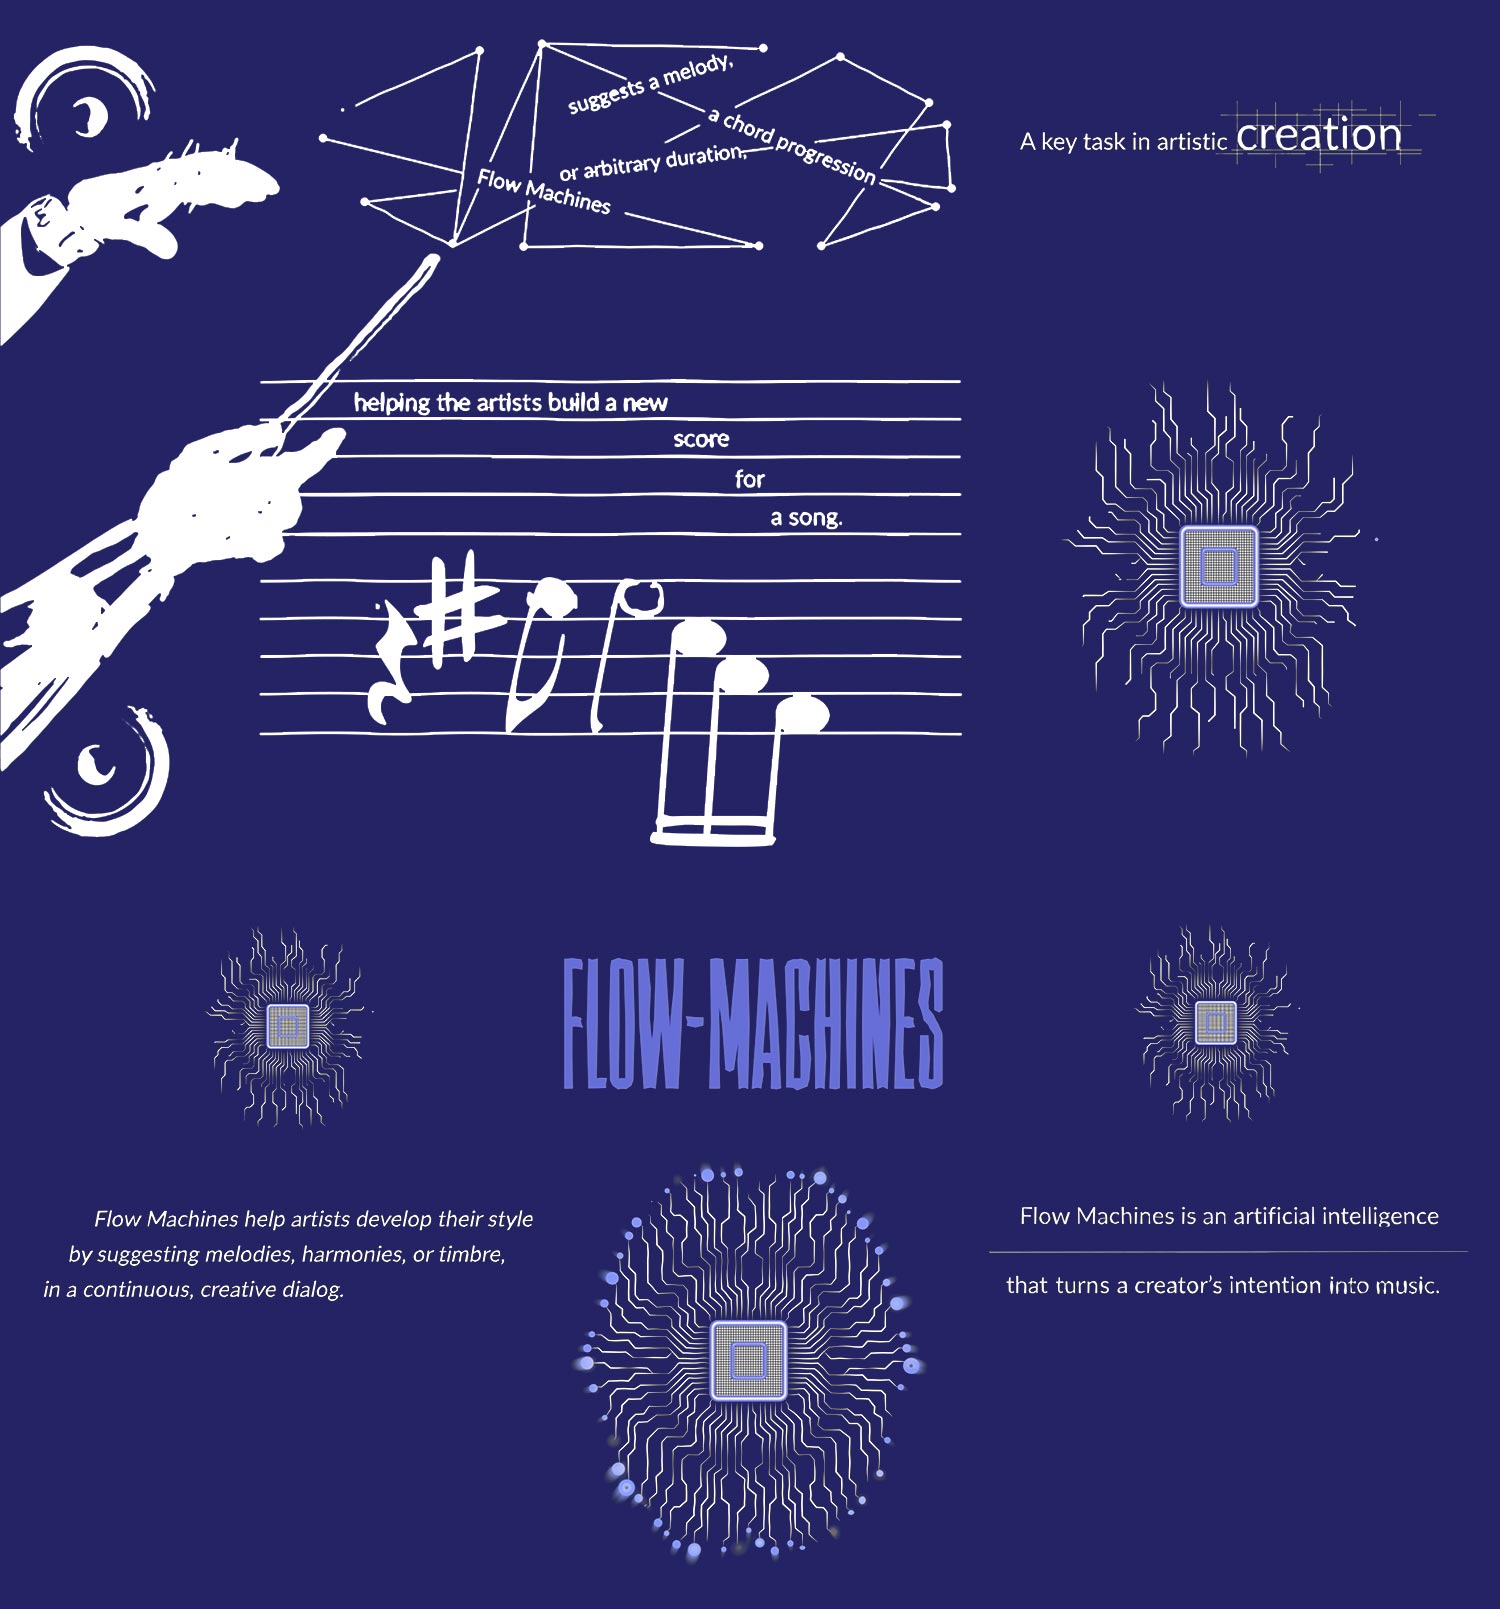 suggests a melody,
a chord progression
or arbitrary duration,
Flow Machines
A key task in artistic creation
helping the artists build a new
score
for
a song.
FLOW-MACHINES
Flow Machines help artists develop their style
by suggesting melodies, harmonies, or timbre,
in a continuous, creative dialog.
Flow Machines is an artificial intelligence
that turns a creator's intention into music.